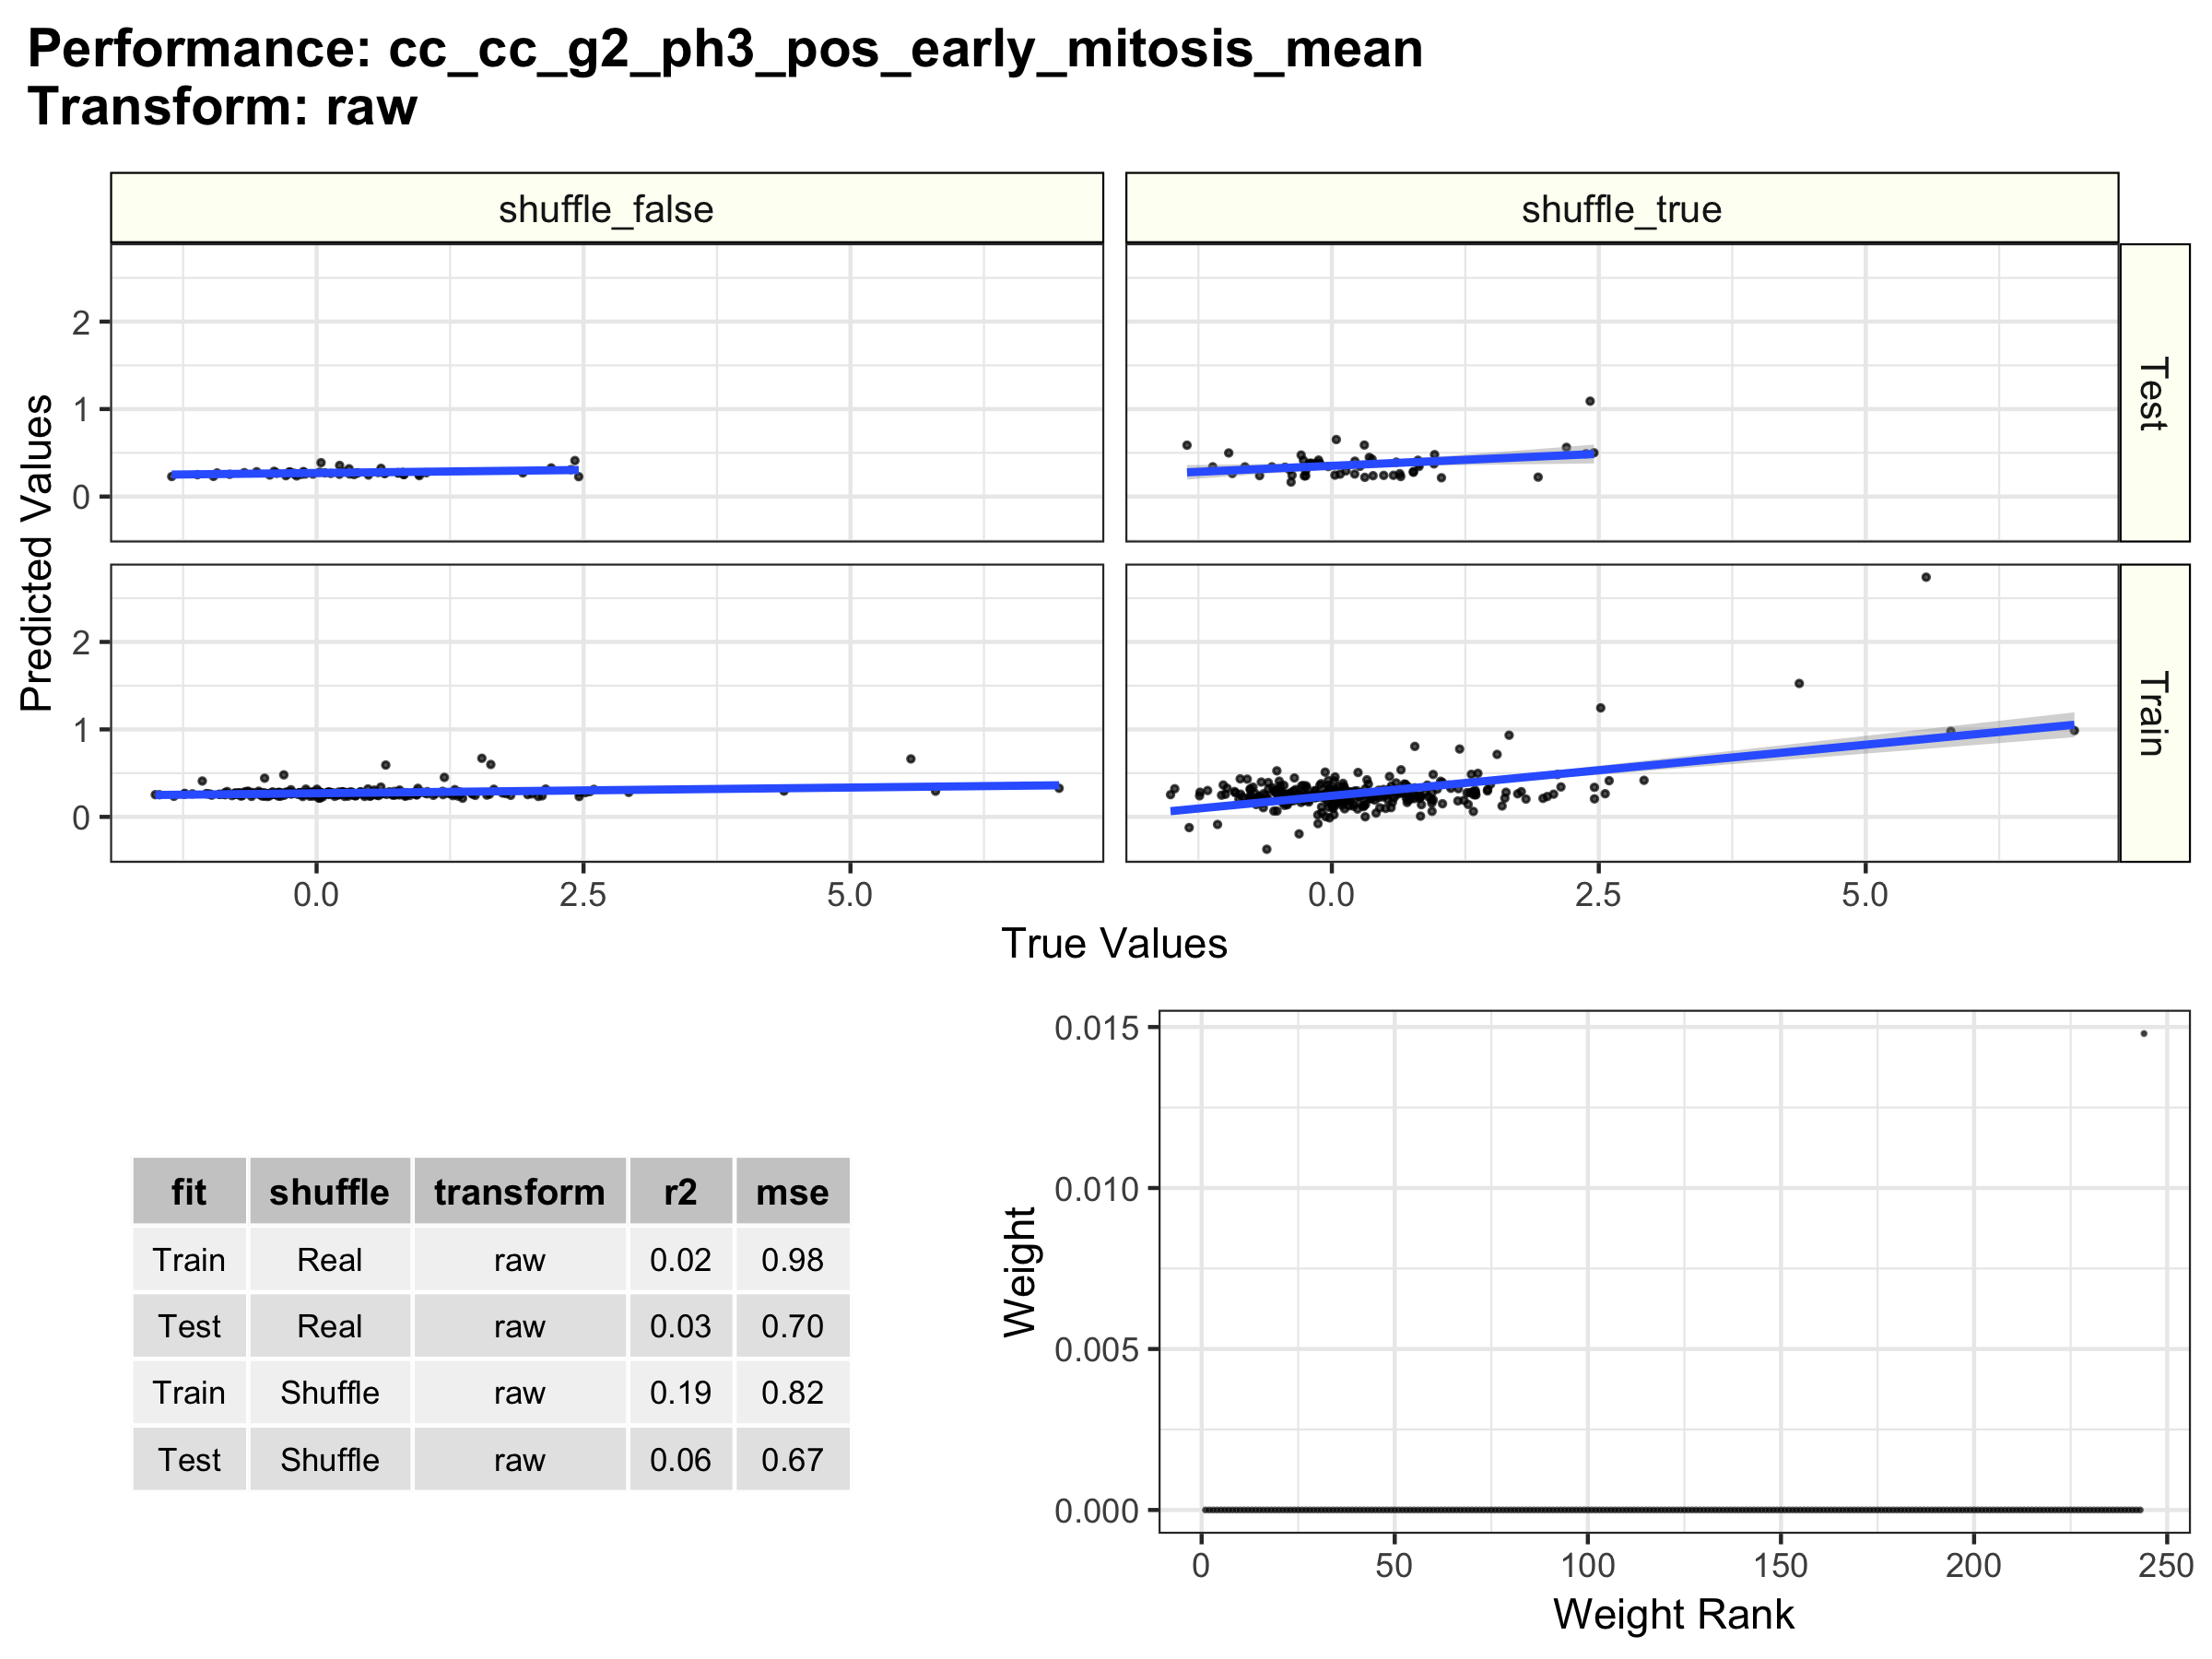 Performance: cc_cc_g2_ph3_pos_early_mitosis_mean
Transform: raw
shuffle_false
shuffle_true
Test
Train
Predicted Values
2
1
0
2
1
0
0.0
2.5
5.0
0.0
2.5
5.0
True Values
fit shuffle transform r2 mse
Train Real raw 0.02 0.98
Test Real raw 0.03 0.70
Train Shuffle raw 0.19 0.82
Test Shuffle raw 0.06 0.67
Weight
0.015
0.010
0.005
0.000
0
50
100
150
200
250
Weight Rank